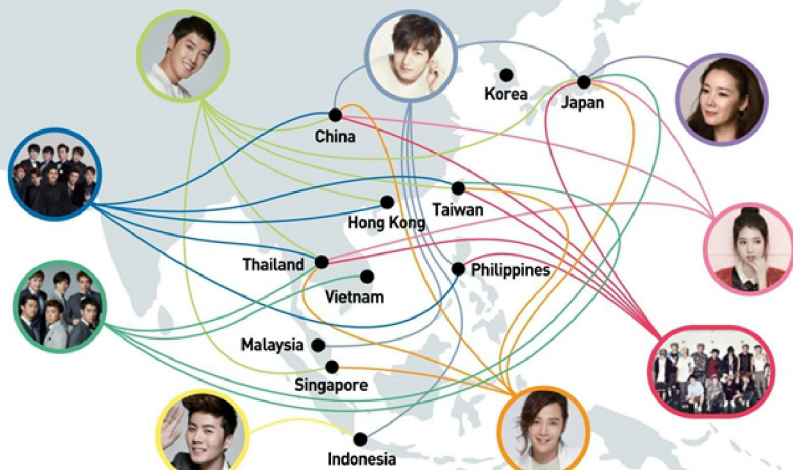 Korea
Japan
China
Hong Kong
Taiwan
Thailand
Vietnam
Philippines
Malaysia
Singapore
Indonesia